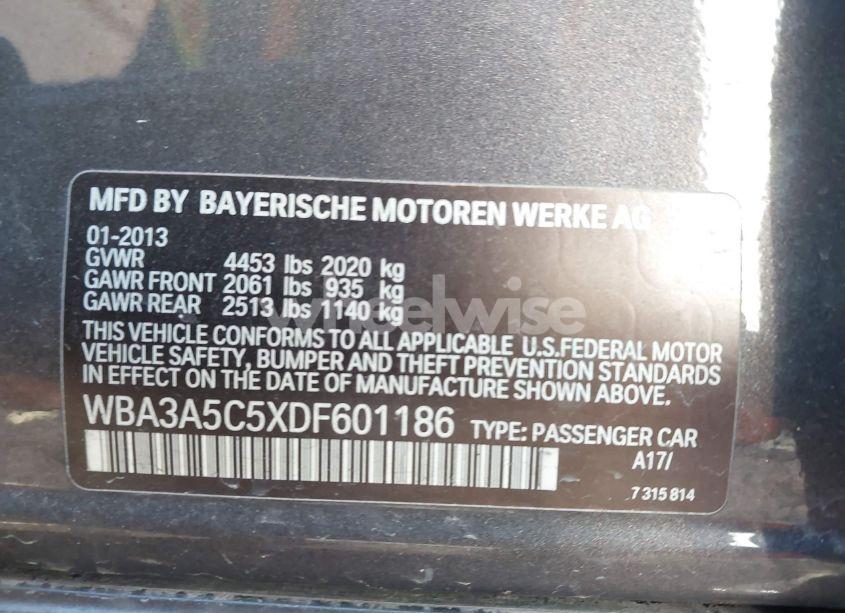 MFD BY BAYERISCHE MOTOREN WERKE AG
01-2013
GVWR 4453 lbs 2020 kg
GAWR FRONT 2061 lbs 935 kg
GAWR REAR 2513 lbs 1140 kg
wheelwise
THIS VEHICLE CONFORMS TO ALL APPLICABLE U.S.FEDERAL MOTOR
VEHICLE SAFETY, BUMPER AND THEFT PREVENTION STANDARDS
IN EFFECT ON THE DATE OF MANUFACTURE SHOWN ABOVE.
WBA3A5C5XDF601186 TYPE: PASSENGER CAR
A17/
7 315 814